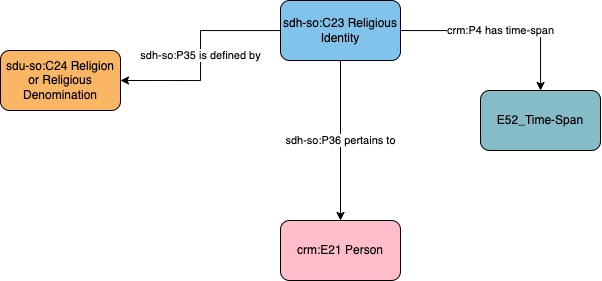 sdh-so:C23 Religious
Identity
crm:P4 has time-span
sdh-so:P35 is defined by
sdu-so:C24 Religion
or Religious
Denomination
E52_Time-Span
sdh-so:P36 pertains to
crm:E21 Person